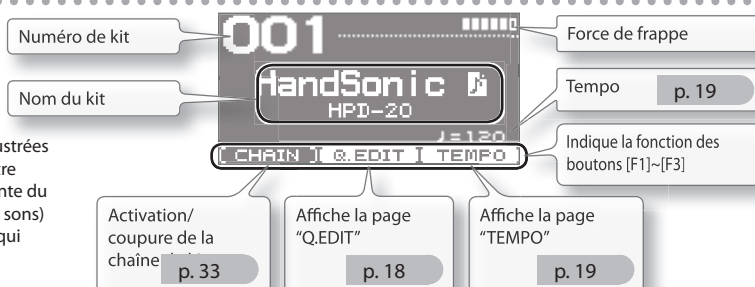 Numéro de kit
001
Force de frappe
Nom du kit
HandSonic
HPD-20
Tempo
p. 19
♩=120
Indique la fonction des
boutons [F1]~[F3]
CHAIN
Q.EDIT
TEMPO
ustrées
tre
nte du
sons)
qui
Activation/
coupure de la
chaîne
p. 33
Affiche la page
“Q.EDIT”
p. 18
Affiche la page
“TEMPO”
p. 19